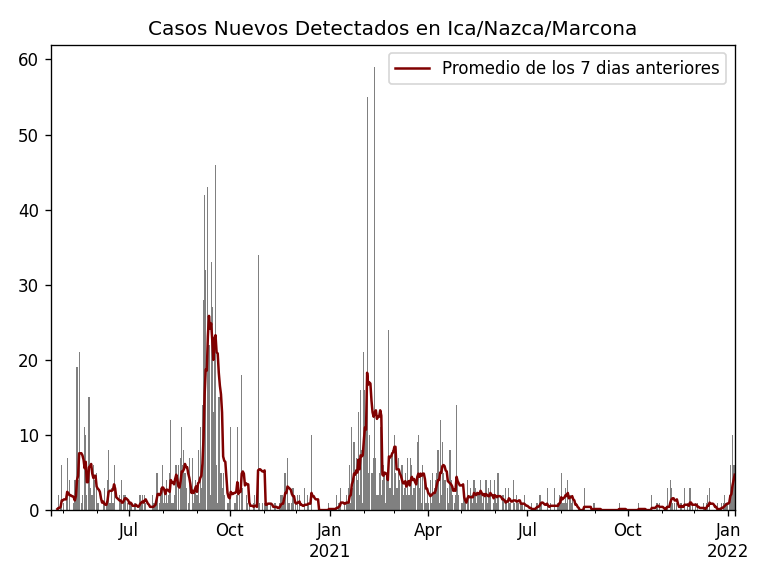 Casos Nuevos Detectados en Ica/Nazca/Marcona
Promedio de los 7 dias anteriores
60
50
40
30
20
10
0
Jul
Oct
Jan
2021
Apr
Jul
Oct
Jan
2022